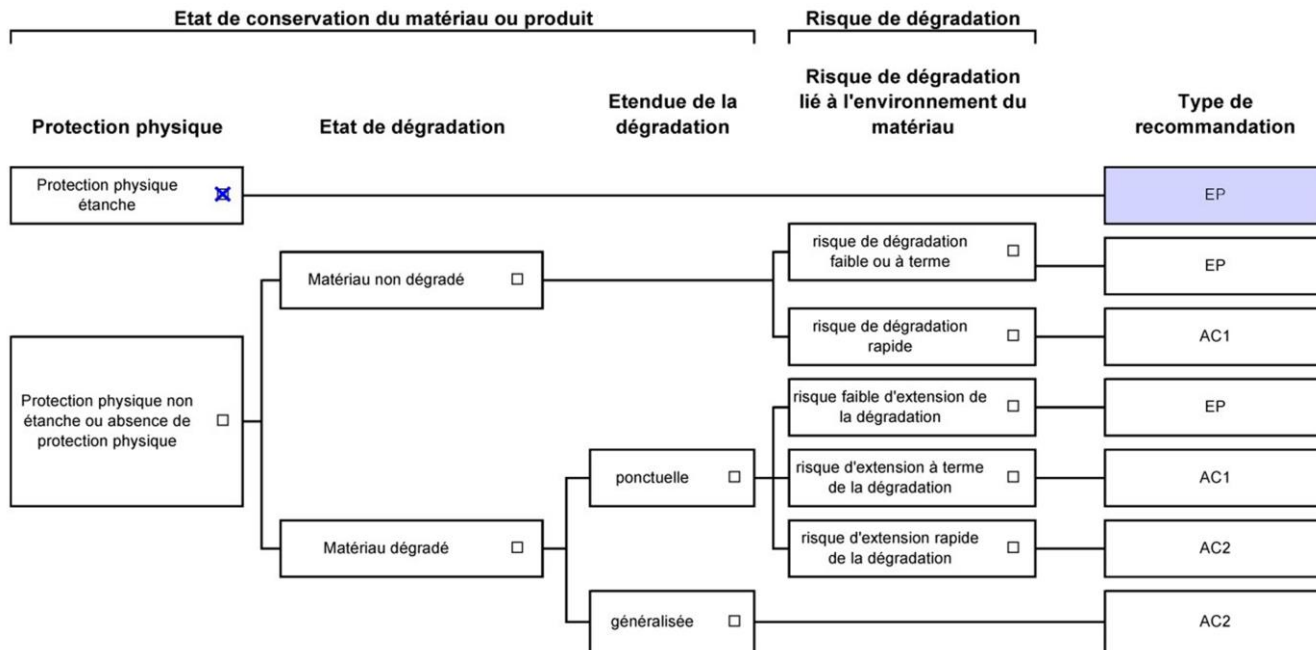 Etat de conservation du matériau ou produit
Risque de dégradation
Protection physique
Etat de dégradation
Etendue de la
dégradation
Risque de dégradation
lié à l'environnement du
matériau
Type de
recommandation
Protection physique
étanche
EP
Protection physique non
étanche ou absence de
protection physique
Matériau non dégradé
risque de dégradation
faible ou à terme
EP
risque de dégradation
rapide
AC1
Matériau dégradé
ponctuelle
risque faible d'extension de
la dégradation
EP
risque d'extension à terme
de la dégradation
AC1
risque d'extension rapide
de la dégradation
AC2
généralisée
AC2